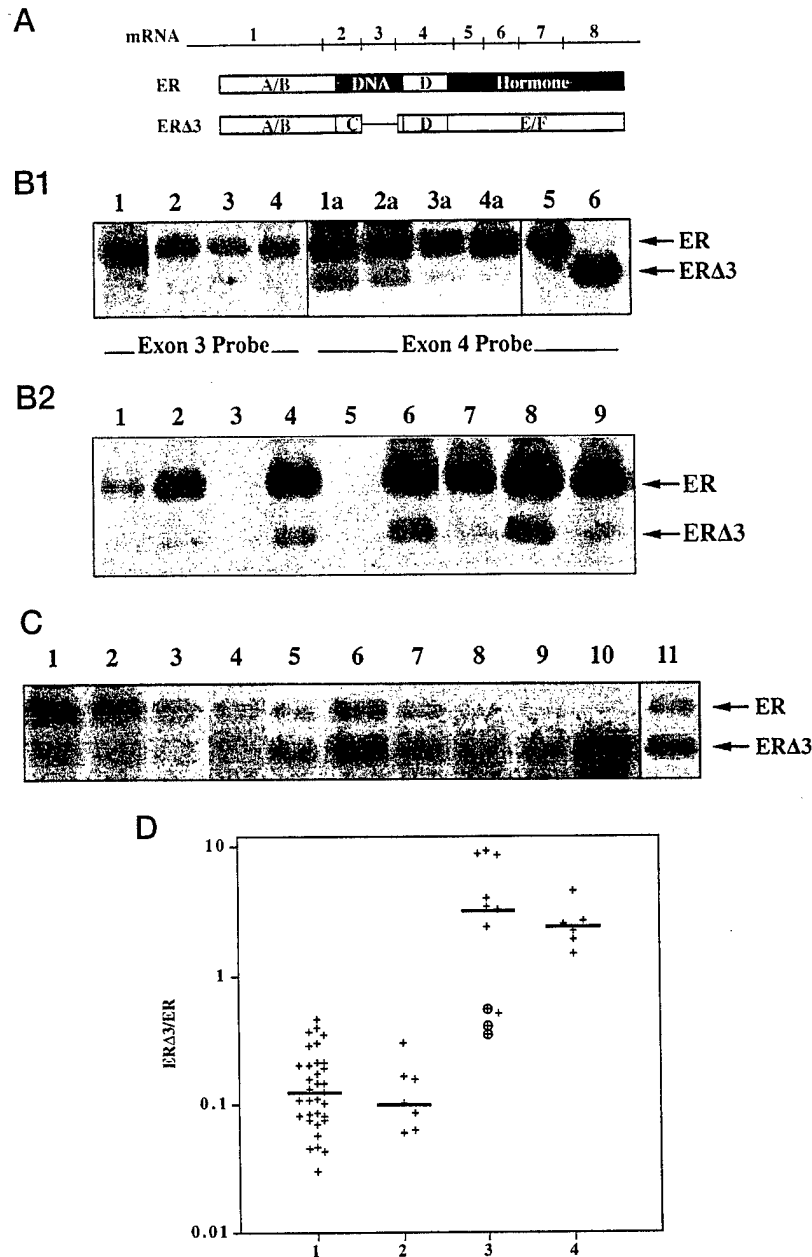 A
mRNA 1 2 3 4 5 6 7 8
ER A/B DNA D Hormone
ERΔ3 A/B C D E/F
B1
1 2 3 4 1a 2a 3a 4a 5 6
ER
ERΔ3
Exon 3 Probe Exon 4 Probe
B2
1 2 3 4 5 6 7 8 9
ER
ERΔ3
C
1 2 3 4 5 6 7 8 9 10 11
ER
ERΔ3
D
10
1
0.1
0.01
ERΔ3/ER
1 2 3 4